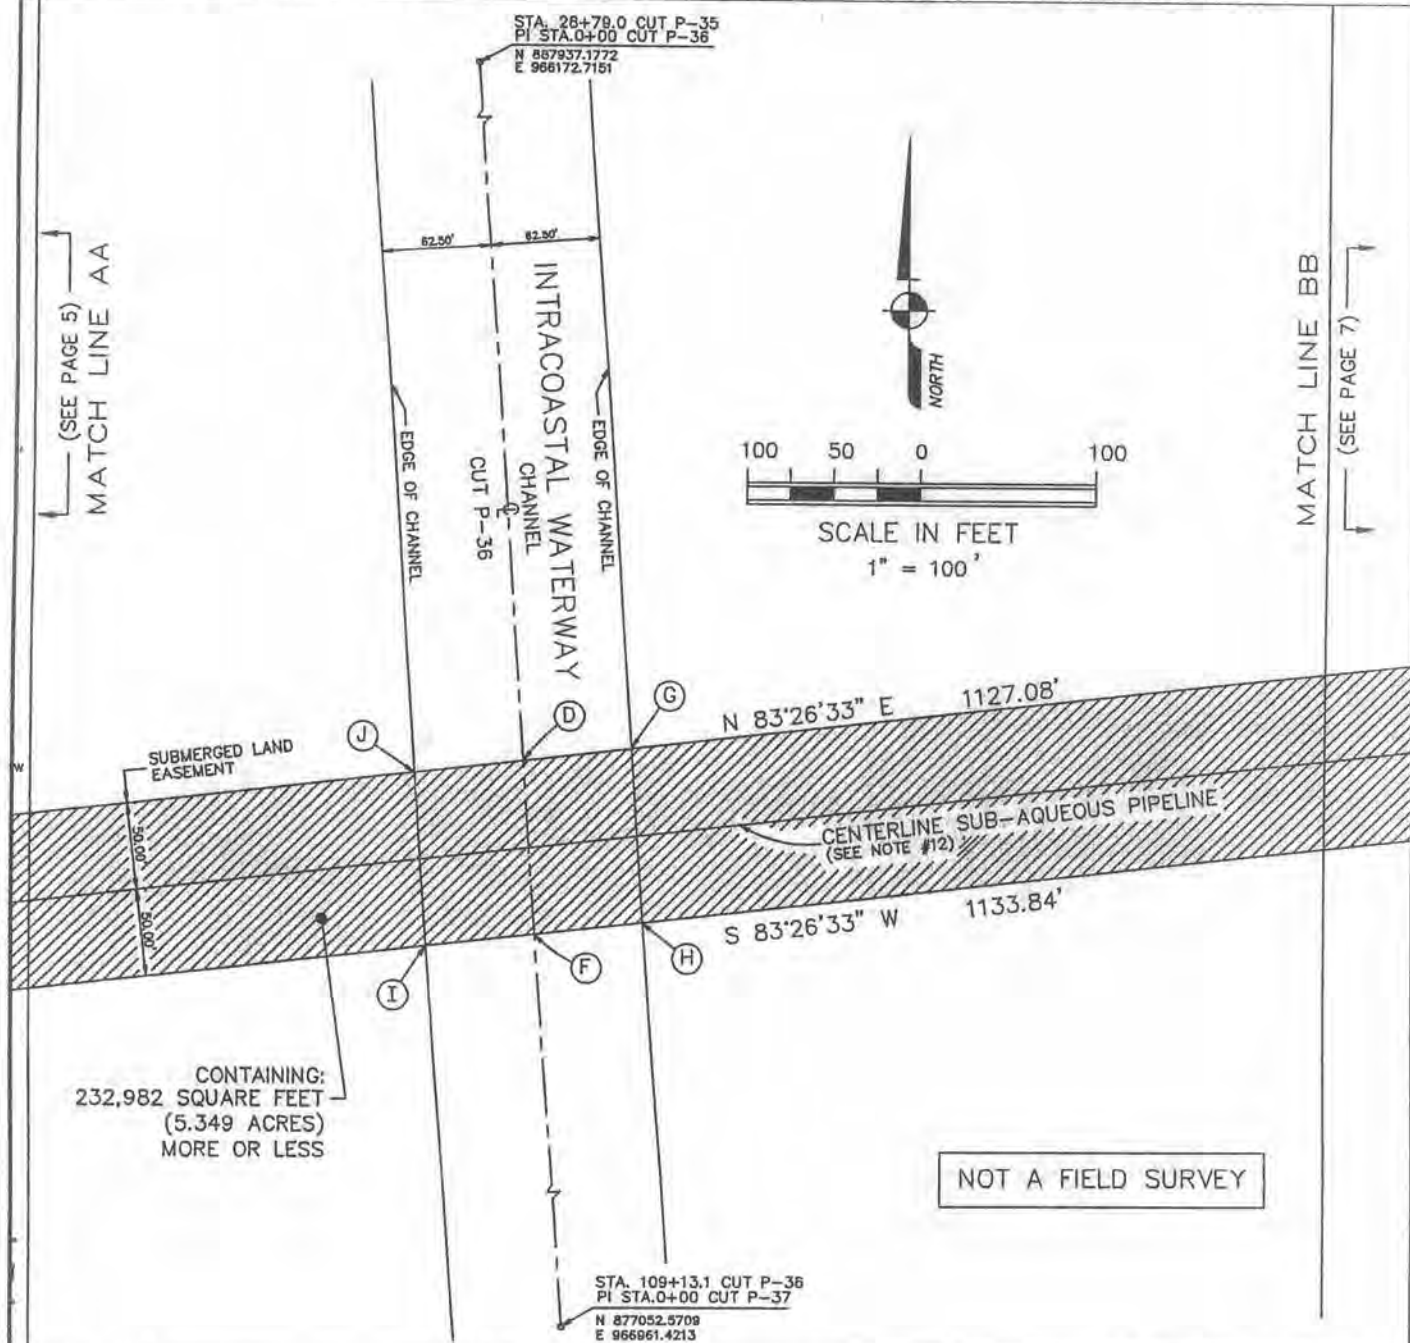 STA. 26+79.0 CUT P-35
PI STA.0+00 CUT P-36
N 887937.1772
E 966172.7151
62.50'
62.50'
(SEE PAGE 5)
MATCH LINE AA
INTRACOASTAL WATERWAY
CHANNEL
CUT P-36
EDGE OF CHANNEL
EDGE OF CHANNEL
NORTH
MATCH LINE BB
(SEE PAGE 7)
100 50 0 100
SCALE IN FEET
1" = 100'
J
D
G
N 83°26'33" E 1127.08'
SUBMERGED LAND
EASEMENT
W
50.00'
50.00'
CENTERLINE SUB-AQUEOUS PIPELINE
(SEE NOTE #12)
S 83°26'33" W 1133.84'
I
F
H
CONTAINING:
232,982 SQUARE FEET
(5.349 ACRES)
MORE OR LESS
NOT A FIELD SURVEY
STA. 109+13.1 CUT P-36
PI STA.0+00 CUT P-37
N 877052.5709
E 966961.4213